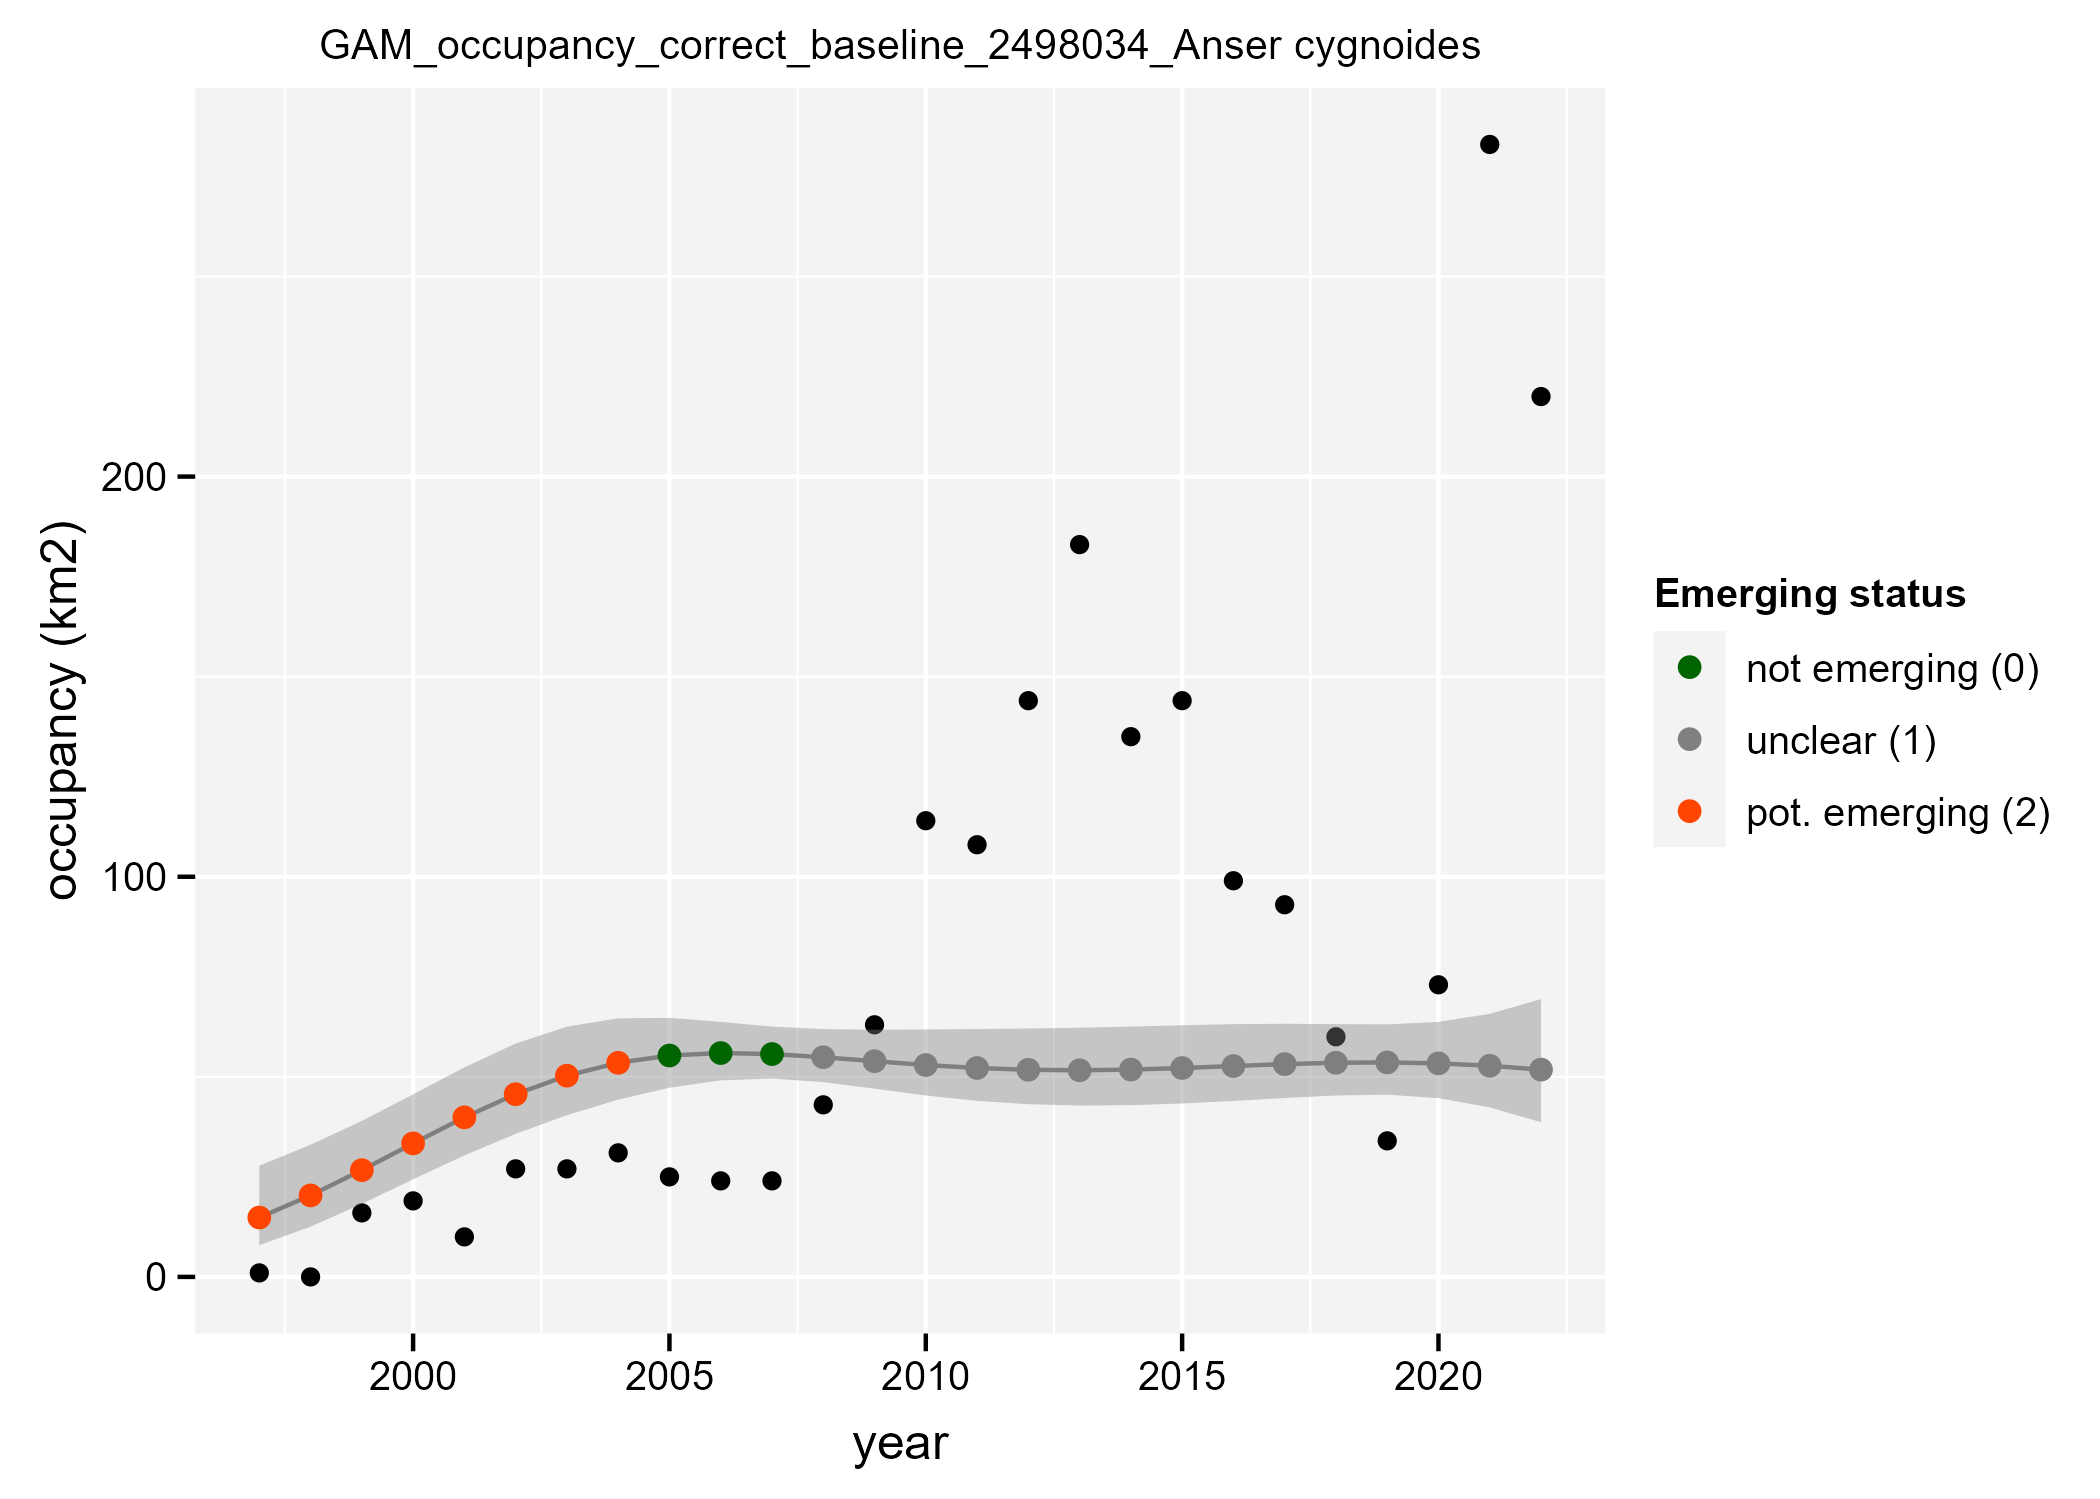 GAM_occupancy_correct_baseline_2498034_Anser cygnoides
occupancy (km2)
200
100
0
2000 2005 2010 2015 2020
year
Emerging status
not emerging (0)
unclear (1)
pot. emerging (2)